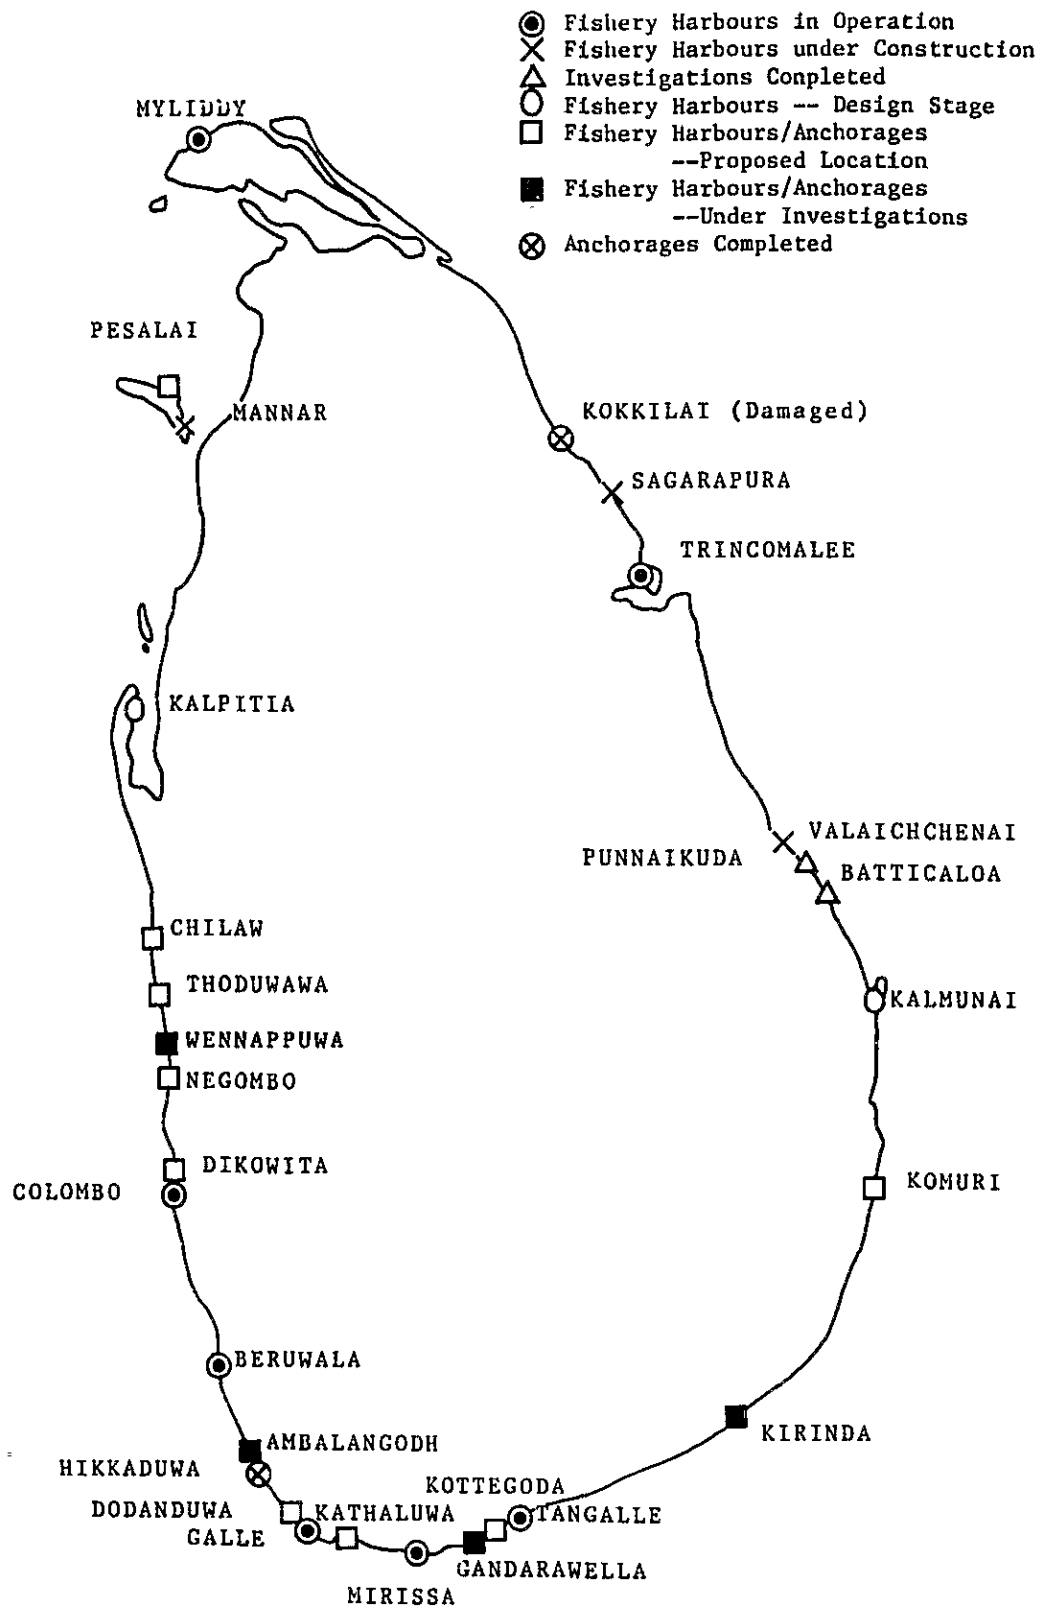 Fishery Harbours in Operation
Fishery Harbours under Construction
Investigations Conpleted
Fishery Harbours -- Design Stage
Fishery Harbours/Anchorages
--Proposed Location
Fishery Harbours/Anchorages
--Under Investigations
Anchorages Completed
MYLIDDY
PESALAI
MANNAR
KOKKILAI (Damaged)
SAGARAPURA
TRINCOMALEE
KALPITIA
VALAICHCHENAI
PUNNAIKUDA
BATTICALOA
CHILAW
THODUWAWA
KALMUNAI
WENNAPPUWA
NEGOMBO
DIKOWITA
COLOMBO
KOMURI
BERUWALA
KIRINDA
AMBALANGODH
HIKKADUWA
KOTTEGODA
DODANDUWA
KATHALUWA
TANGALLE
GALLE
GANDARAWELLA
MIRISSA